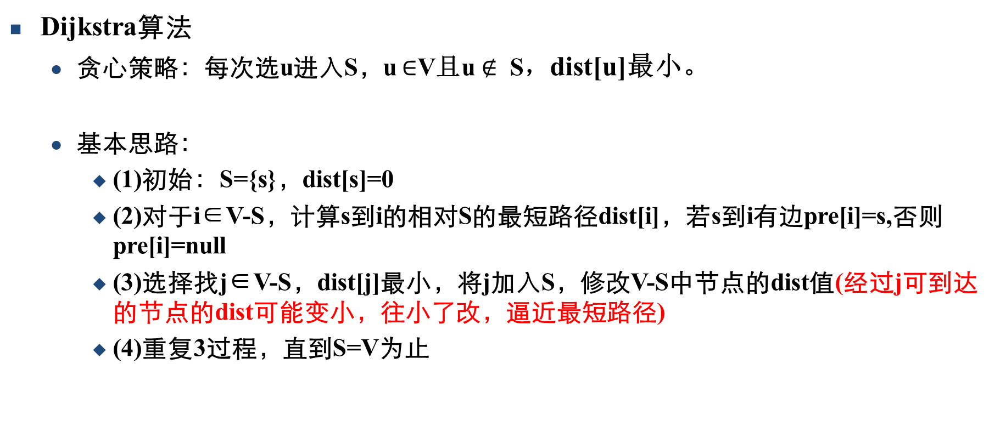 Dijkstra算法
贪心策略：每次选u进入S，u∈V且u∉ S，dist[u]最小。
基本思路：
(1)初始：S={s}，dist[s]=0
(2)对于i∈V-S，计算s到i的相对S的最短路径dist[i]，若s到i有边pre[i]=s,否则
pre[i]=null
(3)选择找j∈V-S，dist[j]最小，将j加入S，修改V-S中节点的dist值(经过j可到达
的节点的dist可能变小，往小了改，逼近最短路径)
(4)重复3过程，直到S=V为止